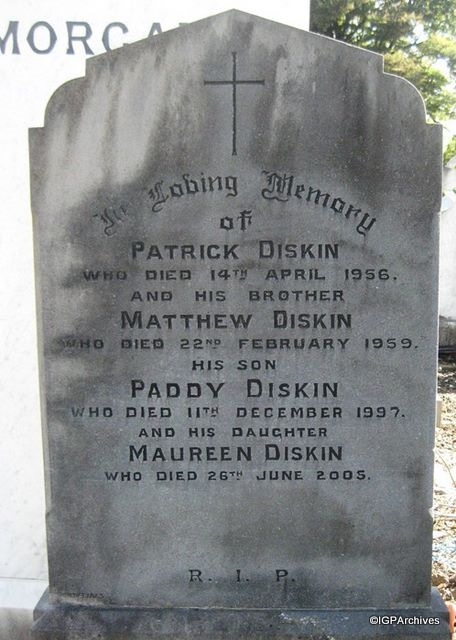 MORGA
In Loving Memory
of
PATRICK DISKIN
WHO DIED 14TH APRIL 1956.
AND HIS BROTHER
MATTHEW DISKIN
WHO DIED 22ND FEBRUARY 1959.
HIS SON
PADDY DISKIN
WHO DIED 11TH DECEMBER 1997.
AND HIS DAUGHTER
MAUREEN DISKIN
WHO DIED 26TH JUNE 2005.
R. I. P.
©IGPArchives